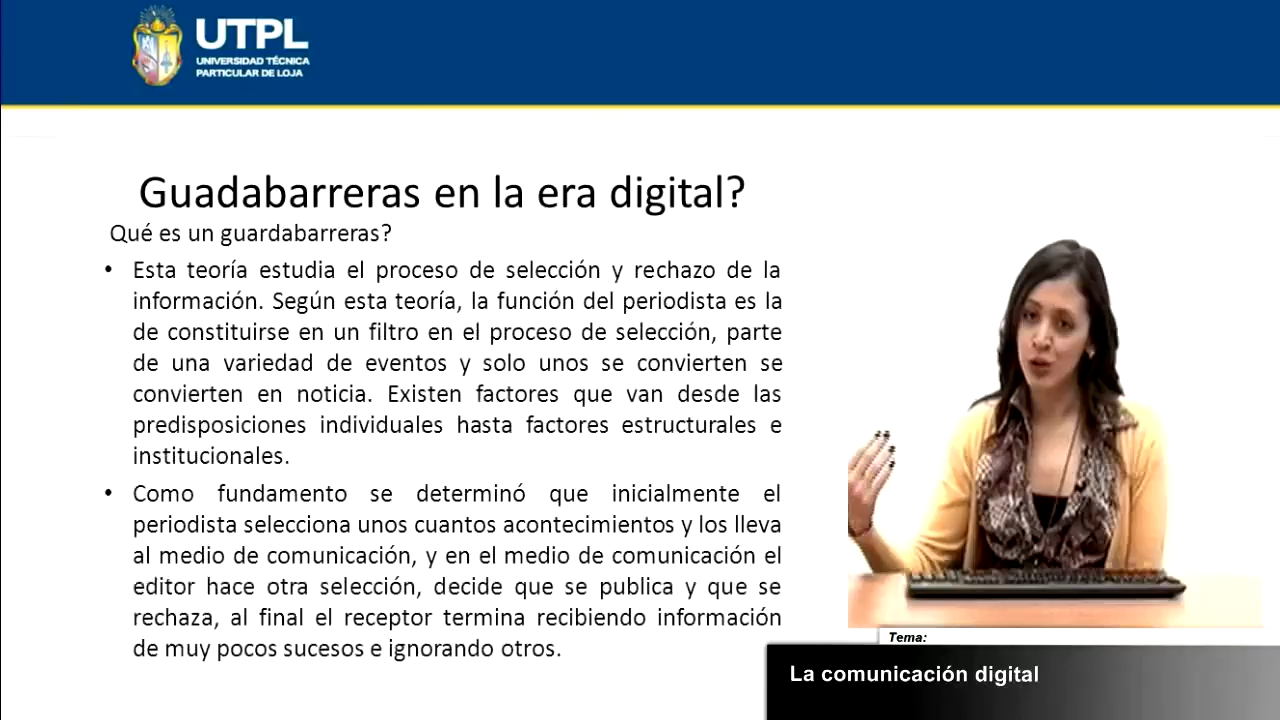 UTPL
UNIVERSIDAD TÉCNICA
PARTICULAR DE LOJA
Guadabarreras en la era digital?
Qué es un guardabarreras?
• Esta teoría estudia el proceso de selección y rechazo de la
información. Según esta teoría, la función del periodista es la
de constituirse en un filtro en el proceso de selección, parte
de una variedad de eventos y solo unos se convierten se
convierten en noticia. Existen factores que van desde las
predisposiciones individuales hasta factores estructurales e
institucionales.
• Como fundamento se determinó que inicialmente el
periodista selecciona unos cuantos acontecimientos y los lleva
al medio de comunicación, y en el medio de comunicación el
editor hace otra selección, decide que se publica y que se
rechaza, al final el receptor termina recibiendo información
de muy pocos sucesos e ignorando otros.
Tema:
La comunicación digital